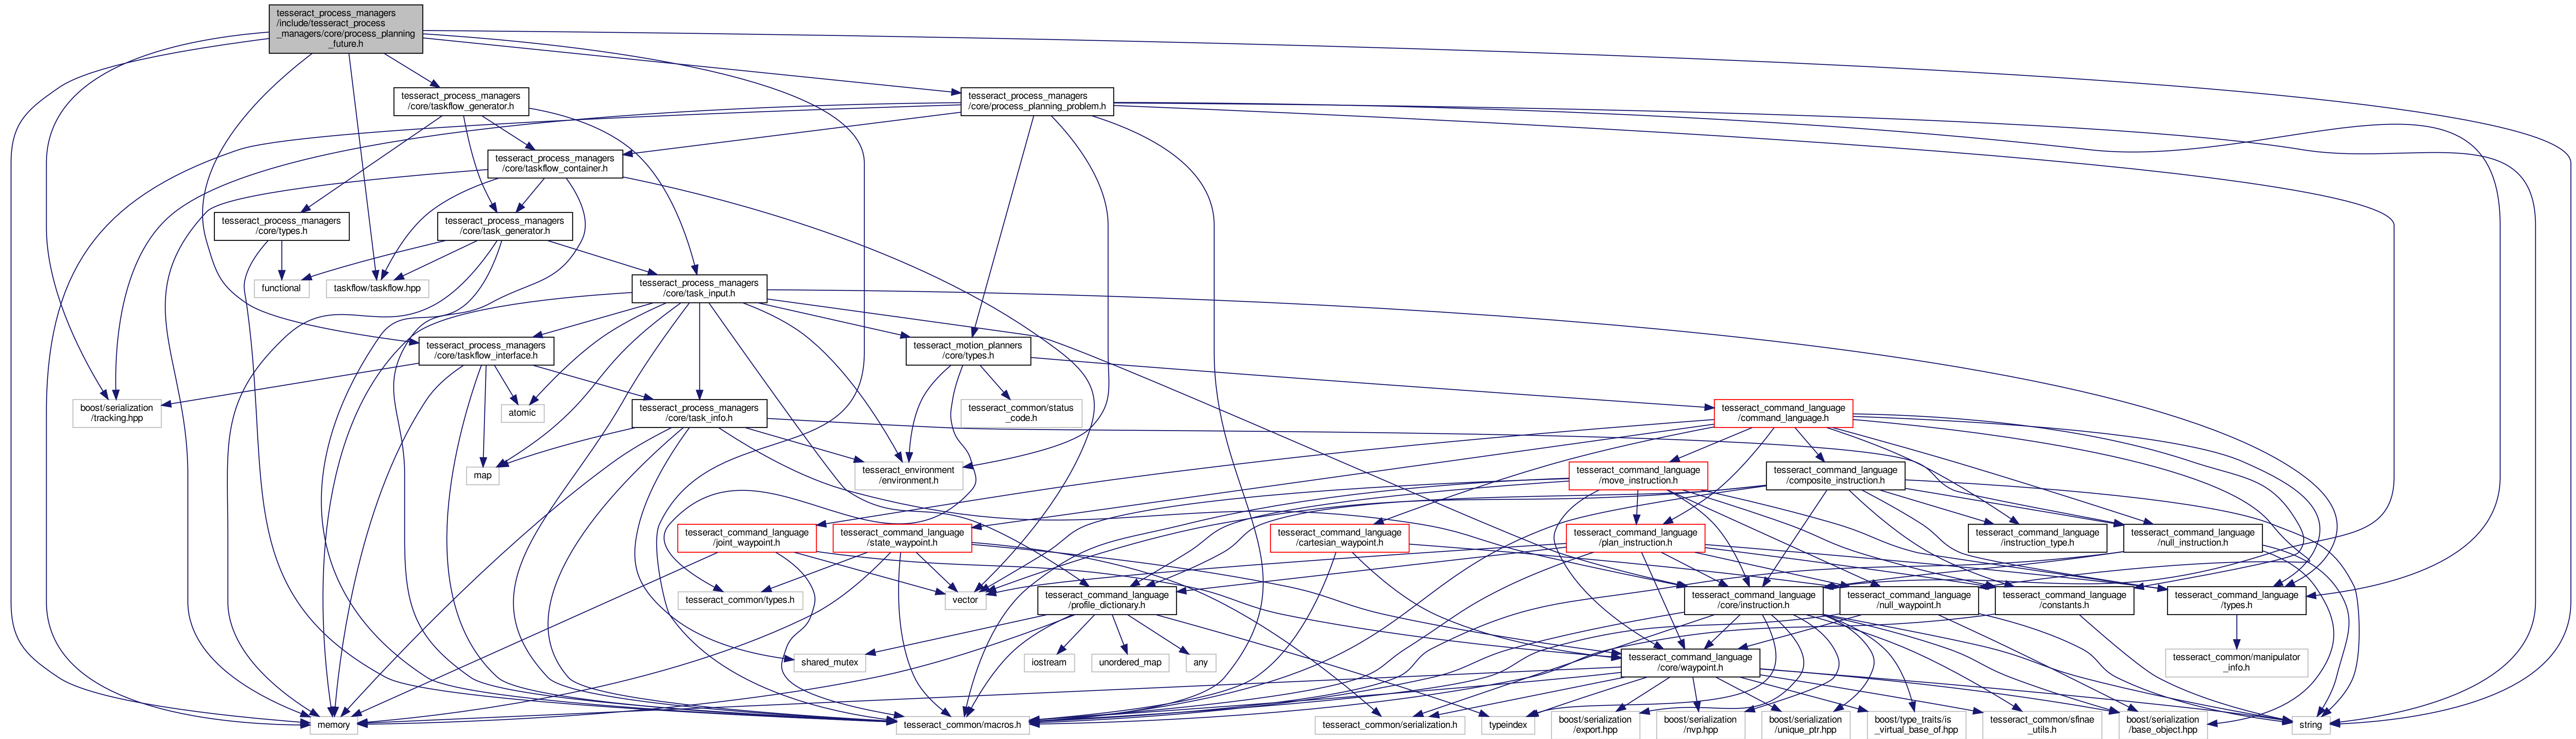 tesseract_process_managers
/include/tesseract_process
_managers/core/process_planning
_future.h
tesseract_process_managers
/core/taskflow_generator.h
tesseract_process_managers
/core/process_planning_problem.h
tesseract_process_managers
/core/taskflow_container.h
tesseract_process_managers
/core/types.h
tesseract_process_managers
/core/task_generator.h
functional
taskflow/taskflow.hpp
tesseract_process_managers
/core/task_input.h
tesseract_process_managers
/core/taskflow_interface.h
tesseract_motion_planners
/core/types.h
boost/serialization
/tracking.hpp
atomic
tesseract_process_managers
/core/task_info.h
tesseract_common/status
_code.h
tesseract_command_language
/command_language.h
map
tesseract_environment
/environment.h
tesseract_command_language
/move_instruction.h
tesseract_command_language
/composite_instruction.h
tesseract_command_language
/joint_waypoint.h
tesseract_command_language
/state_waypoint.h
tesseract_command_language
/cartesian_waypoint.h
tesseract_command_language
/plan_instruction.h
tesseract_command_language
/instruction_type.h
tesseract_command_language
/null_instruction.h
tesseract_common/types.h
vector
tesseract_command_language
/profile_dictionary.h
tesseract_command_language
/core/instruction.h
tesseract_command_language
/null_waypoint.h
tesseract_command_language
/constants.h
tesseract_command_language
/types.h
shared_mutex
iostream
unordered_map
any
tesseract_command_language
/core/waypoint.h
tesseract_common/manipulator
_info.h
memory
tesseract_common/macros.h
tesseract_common/serialization.h
typeindex
boost/serialization
/export.hpp
boost/serialization
/nvp.hpp
boost/serialization
/unique_ptr.hpp
boost/type_traits/is
_virtual_base_of.hpp
tesseract_common/sfinae
_utils.h
boost/serialization
/base_object.hpp
string